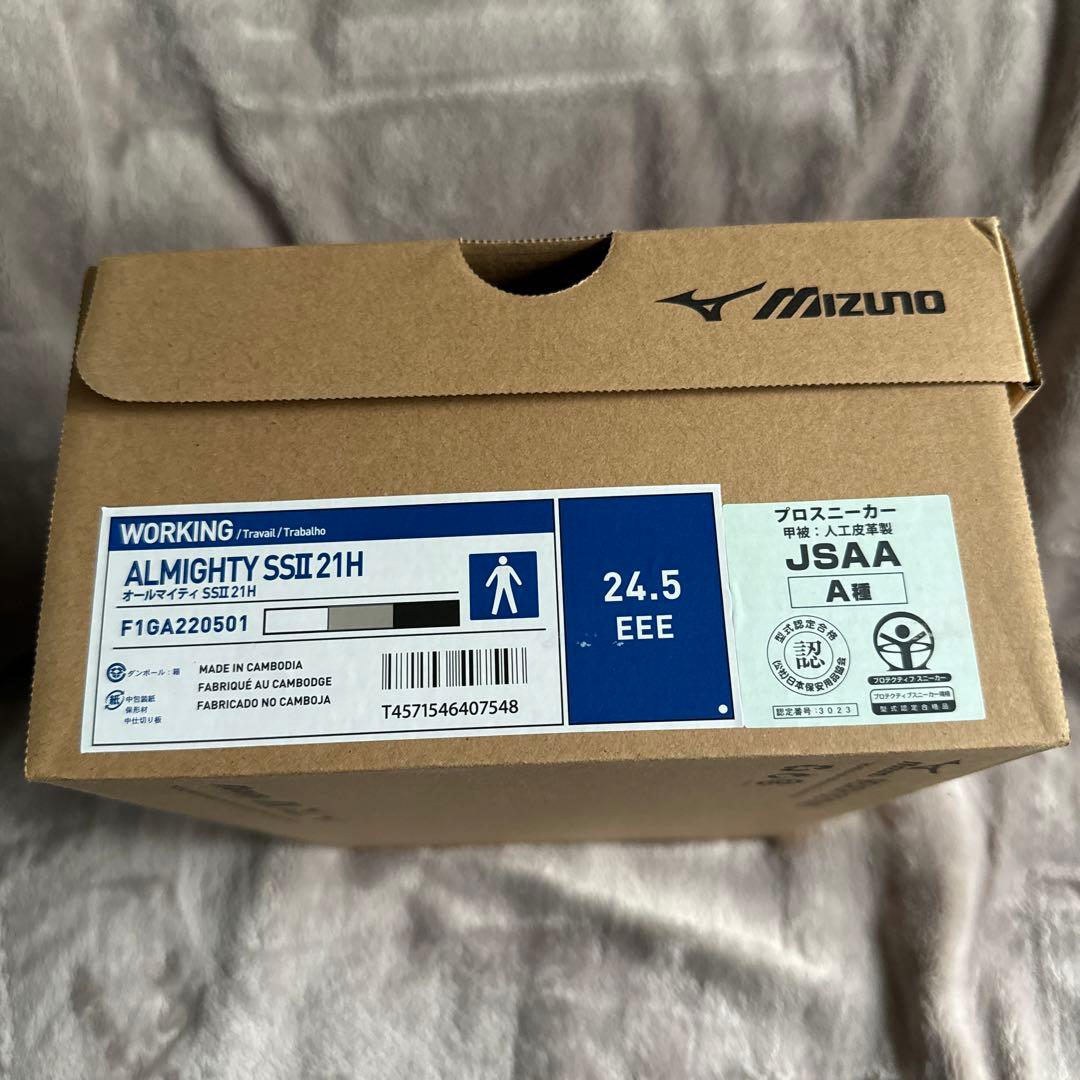 MIZUNO
WORKING /Travail/Trabalho
ALMIGHTY SSII 21H
オールマイティ SSII 21H
F1GA220501
ダンボール:箱
紙
中包装紙
保形材
中仕切り板
MADE IN CAMBODIA
FABRIQUÉ AU CAMBODGE
FABRICADO NO CAMBOJA
T4571546407548
24.5
EEE
プロスニーカー
甲被:人工皮革製
JSAA
A種
型式認定合格
認
(公社)日本保安用品協会
認定番号:3023
プロテクティブ スニーカー
プロテクティブスニーカー規格
型式認定合格品